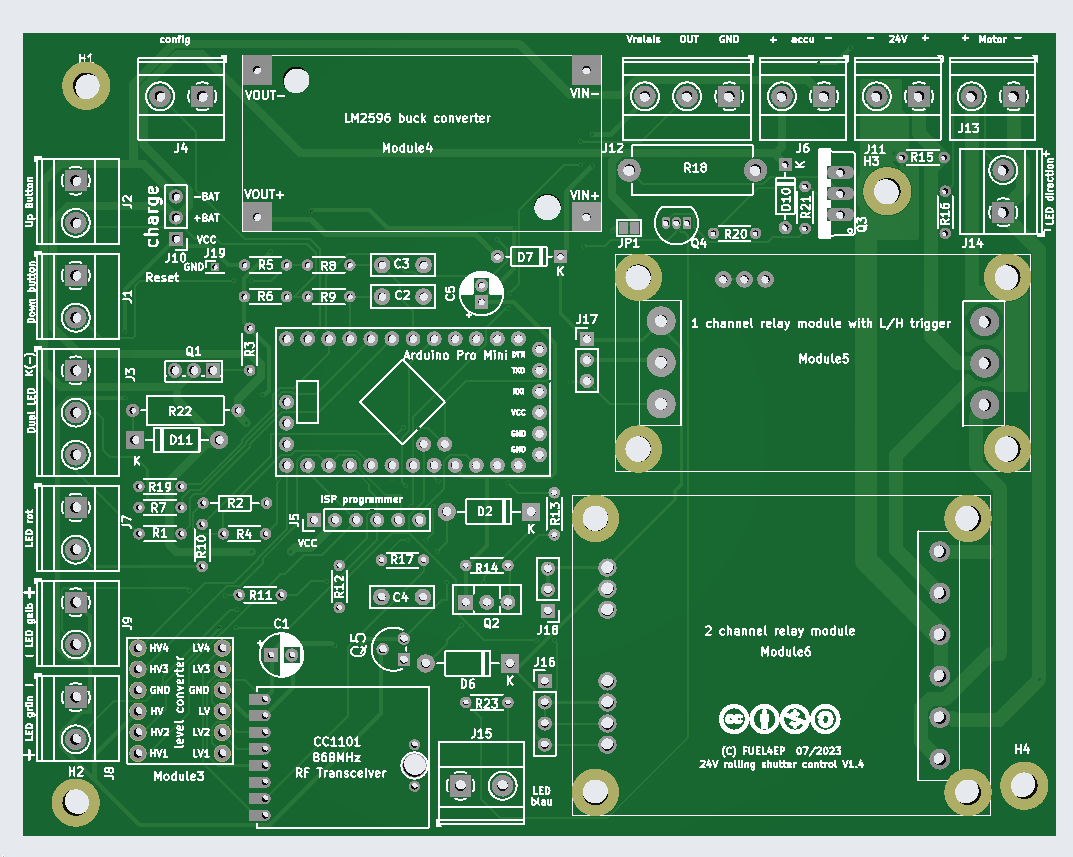 config
Vrelais OUT GND
+ accu -
- 24V +
+ Motor -
H1
J4
VOUT-
VIN-
LM2596 buck converter
Module4
VOUT+
VIN+
J12
J6
J11
J13
H3
R18
K
D10
R21
Q3
R15
R16
LED direction+
J14
JP1
Q4
R20
Up Button
J2
charge
-BAT
+BAT
VCC
J10
J19
GND
Reset
R5
R8
C3
D7
K
R6
R9
C2
C5
+
Down button
J1
R3
J17
Arduino Pro Mini
DTR
TXD
RXI
VCC
GND
GND
1 channel relay module with L/H trigger
Module5
Q1
K(-)
Dual LED
J3
R22
D11
K
R19
R7
R1
R2
R10
R4
LED rot
J7
ISP programmer
J5
VCC
D2
K
R13
R17
R14
R12
R11
C4
Q2
J18
+
LED gelb
-
J9
C1
+
Q5
D6
K
J16
R23
2 channel relay module
Module6
HV4 LV4
HV3 LV3
GND GND
HV LV
HV2 LV2
HV1 LV1
level converter
Module3
-
LED grün
+
H2
J8
CC1101
868MHz
RF Transceiver
J15
LED
blau
cc
(C) FUEL4EP 07/2023
24V rolling shutter control V1.4
H4